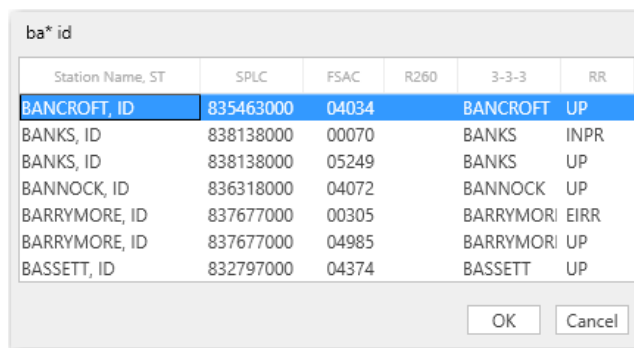 ba* id
Station Name, ST SPLC FSAC R260 3-3-3 RR
BANCROFT, ID 835463000 04034 BANCROFT UP
BANKS, ID 838138000 00070 BANKS INPR
BANKS, ID 838138000 05249 BANKS UP
BANNOCK, ID 836318000 04072 BANNOCK UP
BARRYMORE, ID 837677000 00305 BARRYMORI EIRR
BARRYMORE, ID 837677000 04985 BARRYMORI UP
BASSETT, ID 832797000 04374 BASSETT UP
OK Cancel